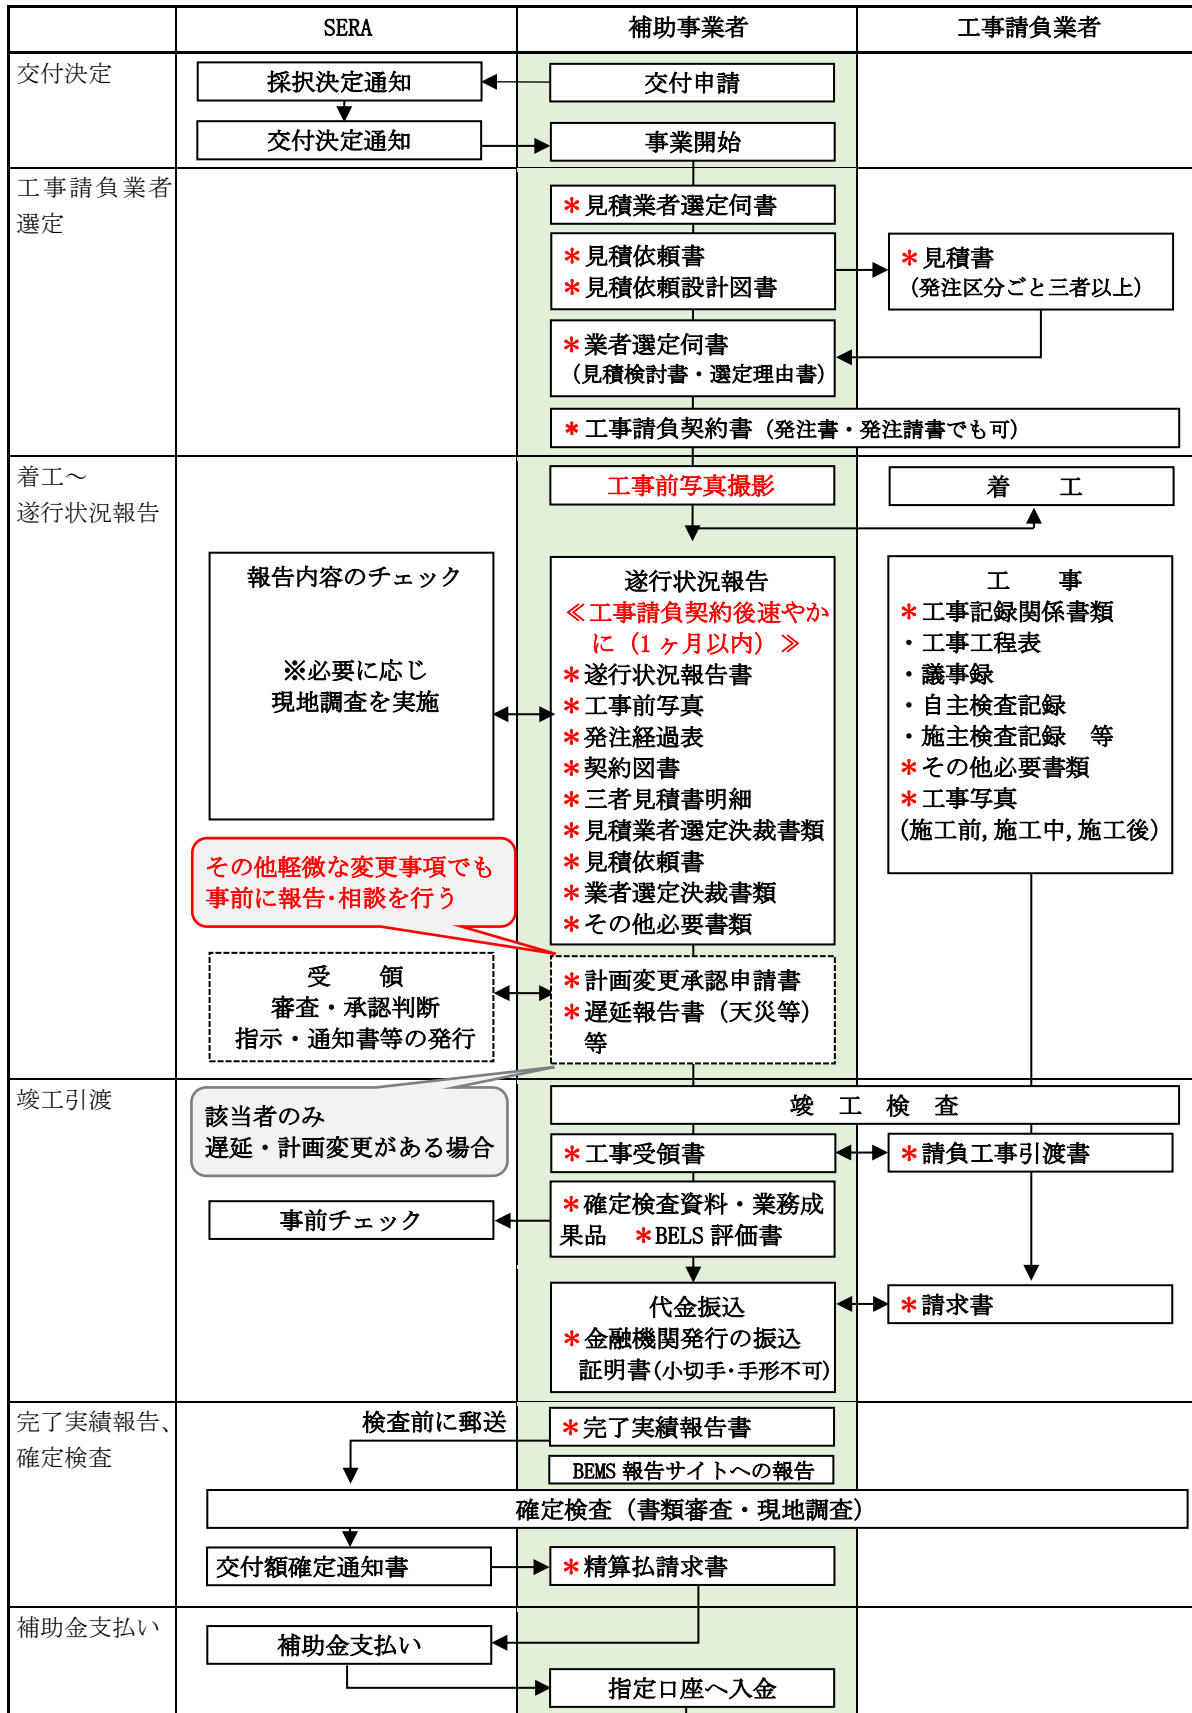 SERA
補助事業者
工事請負業者
交付決定
採択決定通知
交付申請
交付決定通知
事業開始
工事請負業者
選定
＊見積業者選定伺書
＊見積依頼書
＊見積依頼設計図書
＊見積書
（発注区分ごと三者以上）
＊業者選定伺書
（見積検討書・選定理由書）
＊工事請負契約書（発注書・発注請書でも可）
着工～
遂行状況報告
工事前写真撮影
着　　工
報告内容のチェック
※必要に応じ
現地調査を実施
遂行状況報告
≪工事請負契約後速やか
に（1ヶ月以内）≫
＊遂行状況報告書
＊工事前写真
＊発注経過表
＊契約図書
＊三者見積書明細
＊見積業者選定決裁書類
＊見積依頼書
＊業者選定決裁書類
＊その他必要書類
工　　事
＊工事記録関係書類
・工事工程表
・議事録
・自主検査記録
・施主検査記録　等
＊その他必要書類
＊工事写真
(施工前,施工中,施工後)
その他軽微な変更事項でも
事前に報告･相談を行う
受　　領
審査・承認判断
指示・通知書等の発行
＊計画変更承認申請書
＊遅延報告書（天災等）
等
竣工引渡
該当者のみ
遅延・計画変更がある場合
竣　工　検　査
＊工事受領書
＊請負工事引渡書
事前チェック
＊確定検査資料・業務成
果品　＊BELS 評価書
代金振込
＊金融機関発行の振込
証明書(小切手･手形不可)
＊請求書
完了実績報告、
確定検査
検査前に郵送
＊完了実績報告書
BEMS 報告サイトへの報告
確定検査（書類審査・現地調査）
交付額確定通知書
＊精算払請求書
補助金支払い
補助金支払い
指定口座へ入金